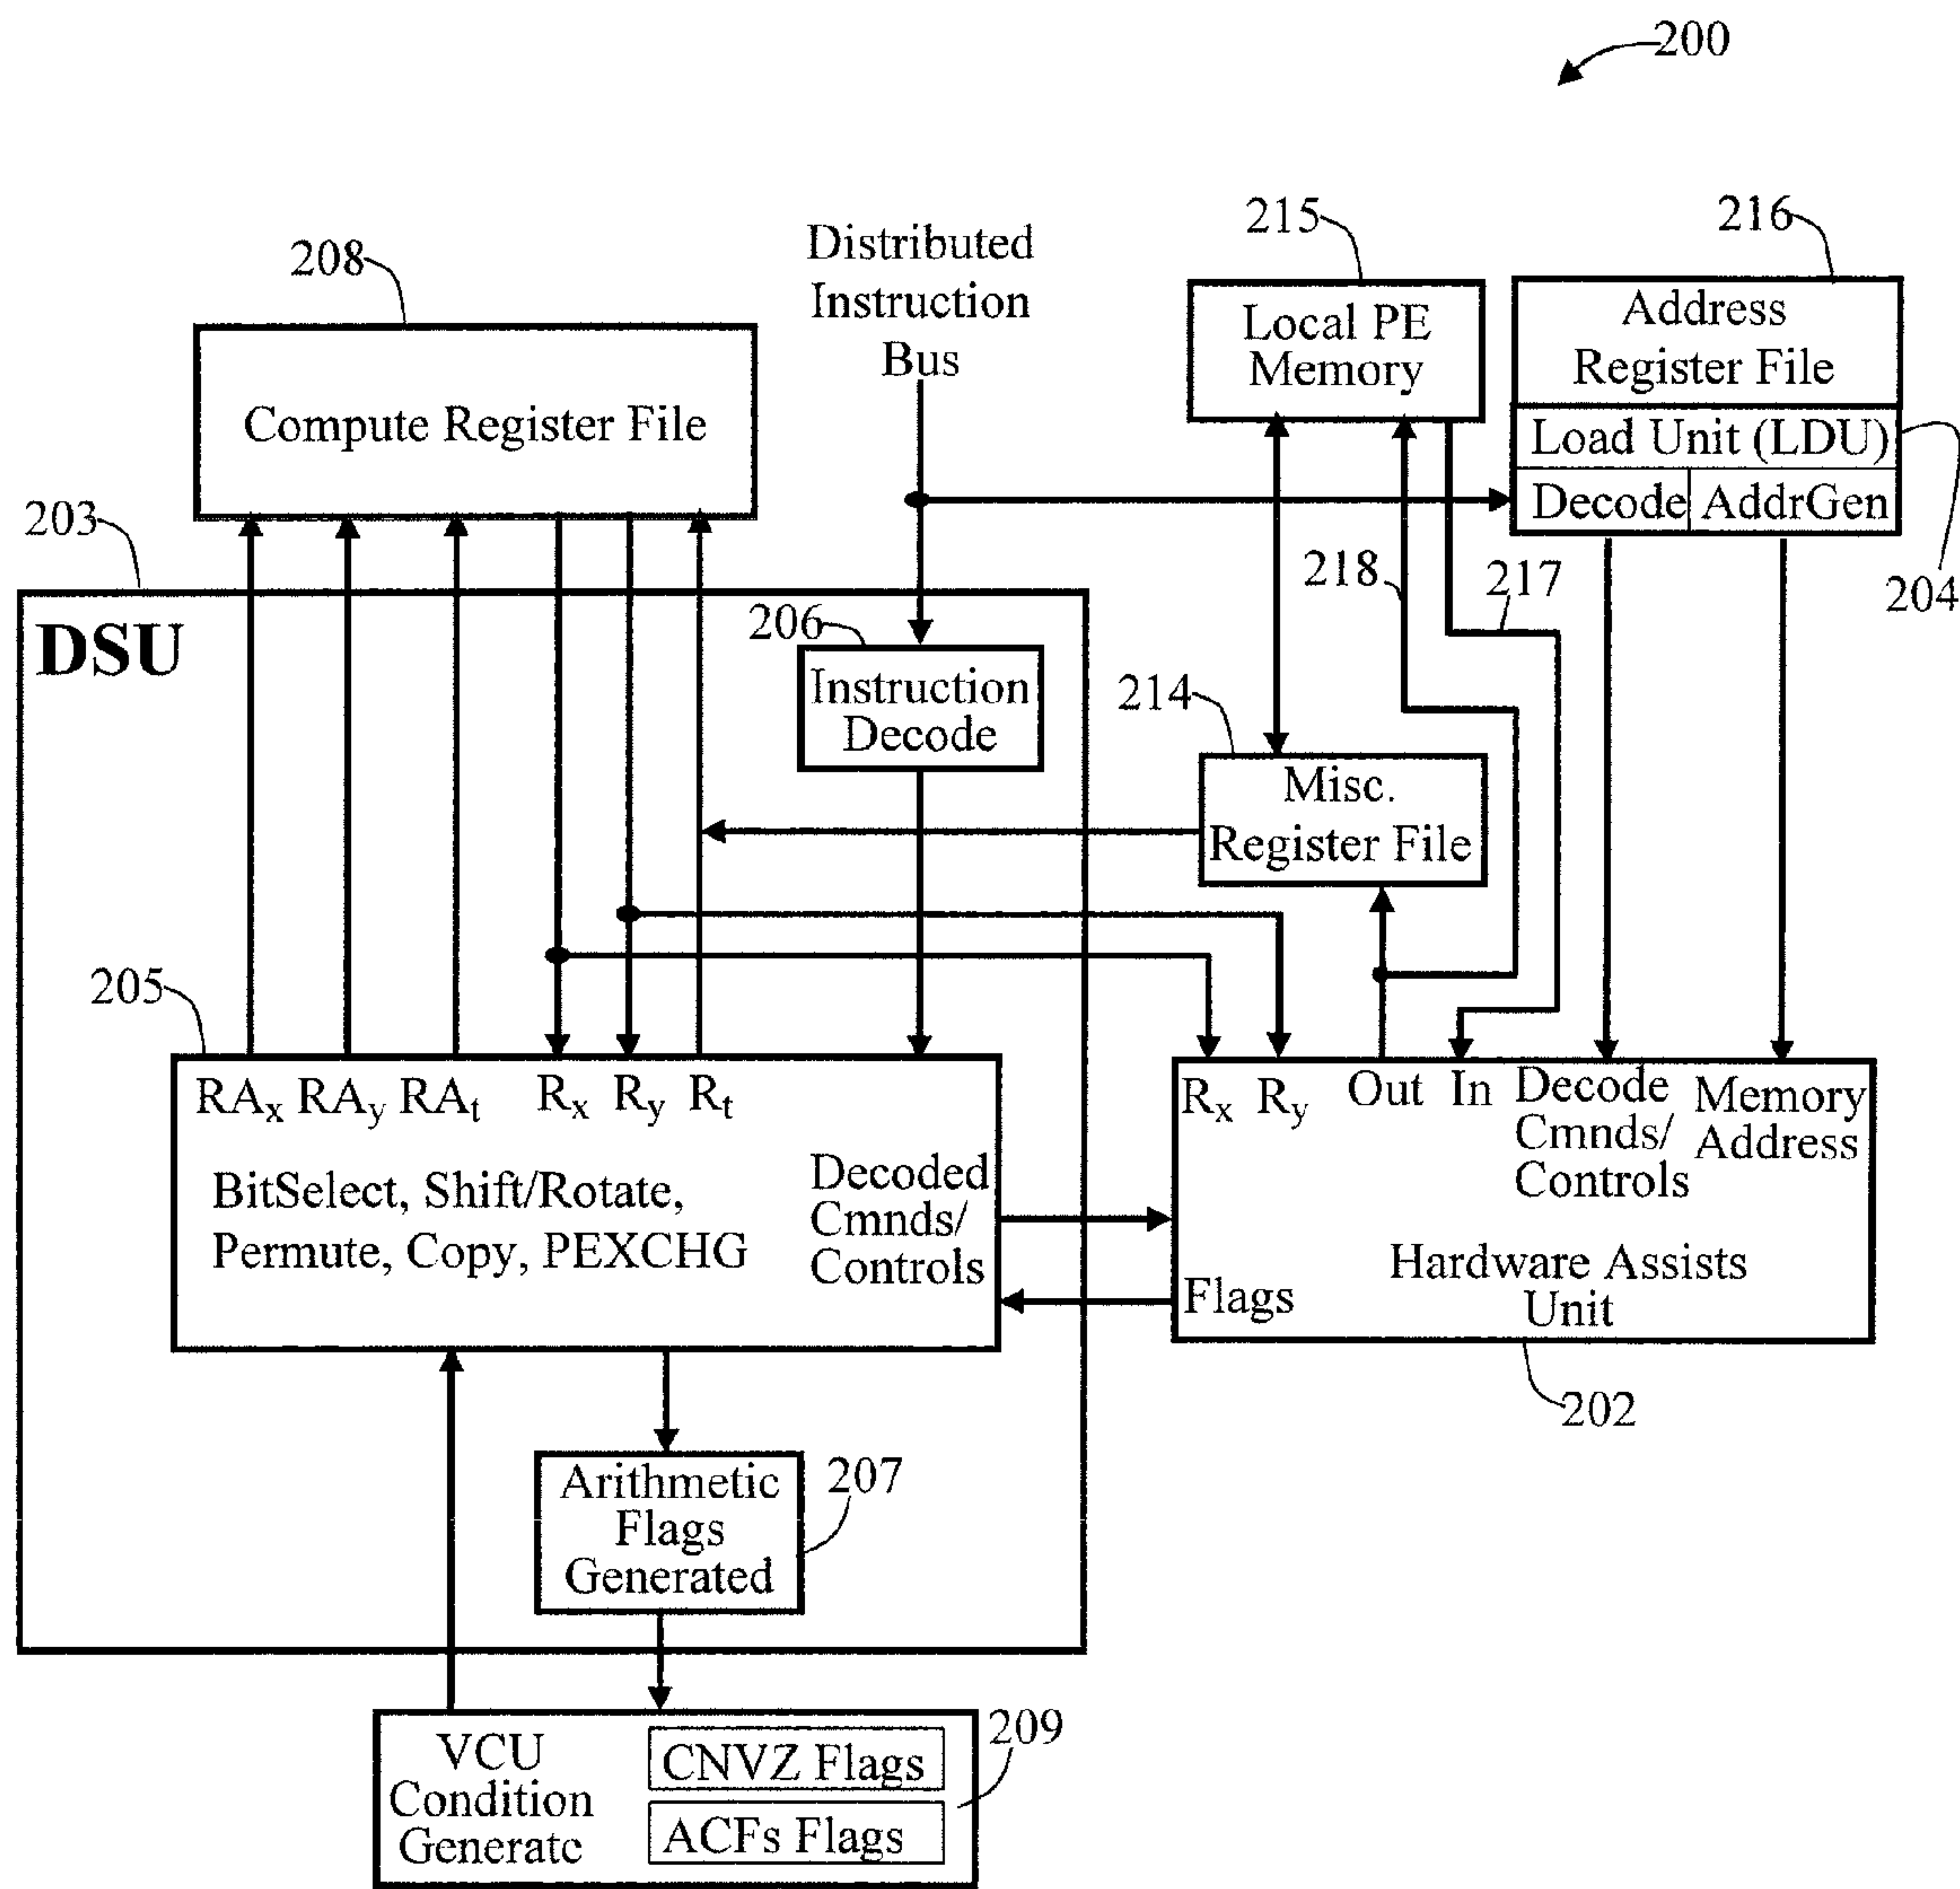 200
215
216
208
Distributed
Instruction
Bus
Local PE
Memory
Address
Register File
Compute Register File
Load Unit (LDU)
Decode AddrGen
203
218
217
204
DSU
206
Instruction
Decode
214
Misc.
Register File
205
RAx RAy RAt Rx Ry Rt
BitSelect, Shift/Rotate,
Permute, Copy, PEXCHG
Decoded
Cmnds/
Controls
Rx Ry Out In
Decode
Cmnds/
Controls
Memory
Address
Flags
Hardware Assists
Unit
202
Arithmetic
Flags
Generated
207
VCU
Condition
Generate
CNVZ Flags
ACFs Flags
209